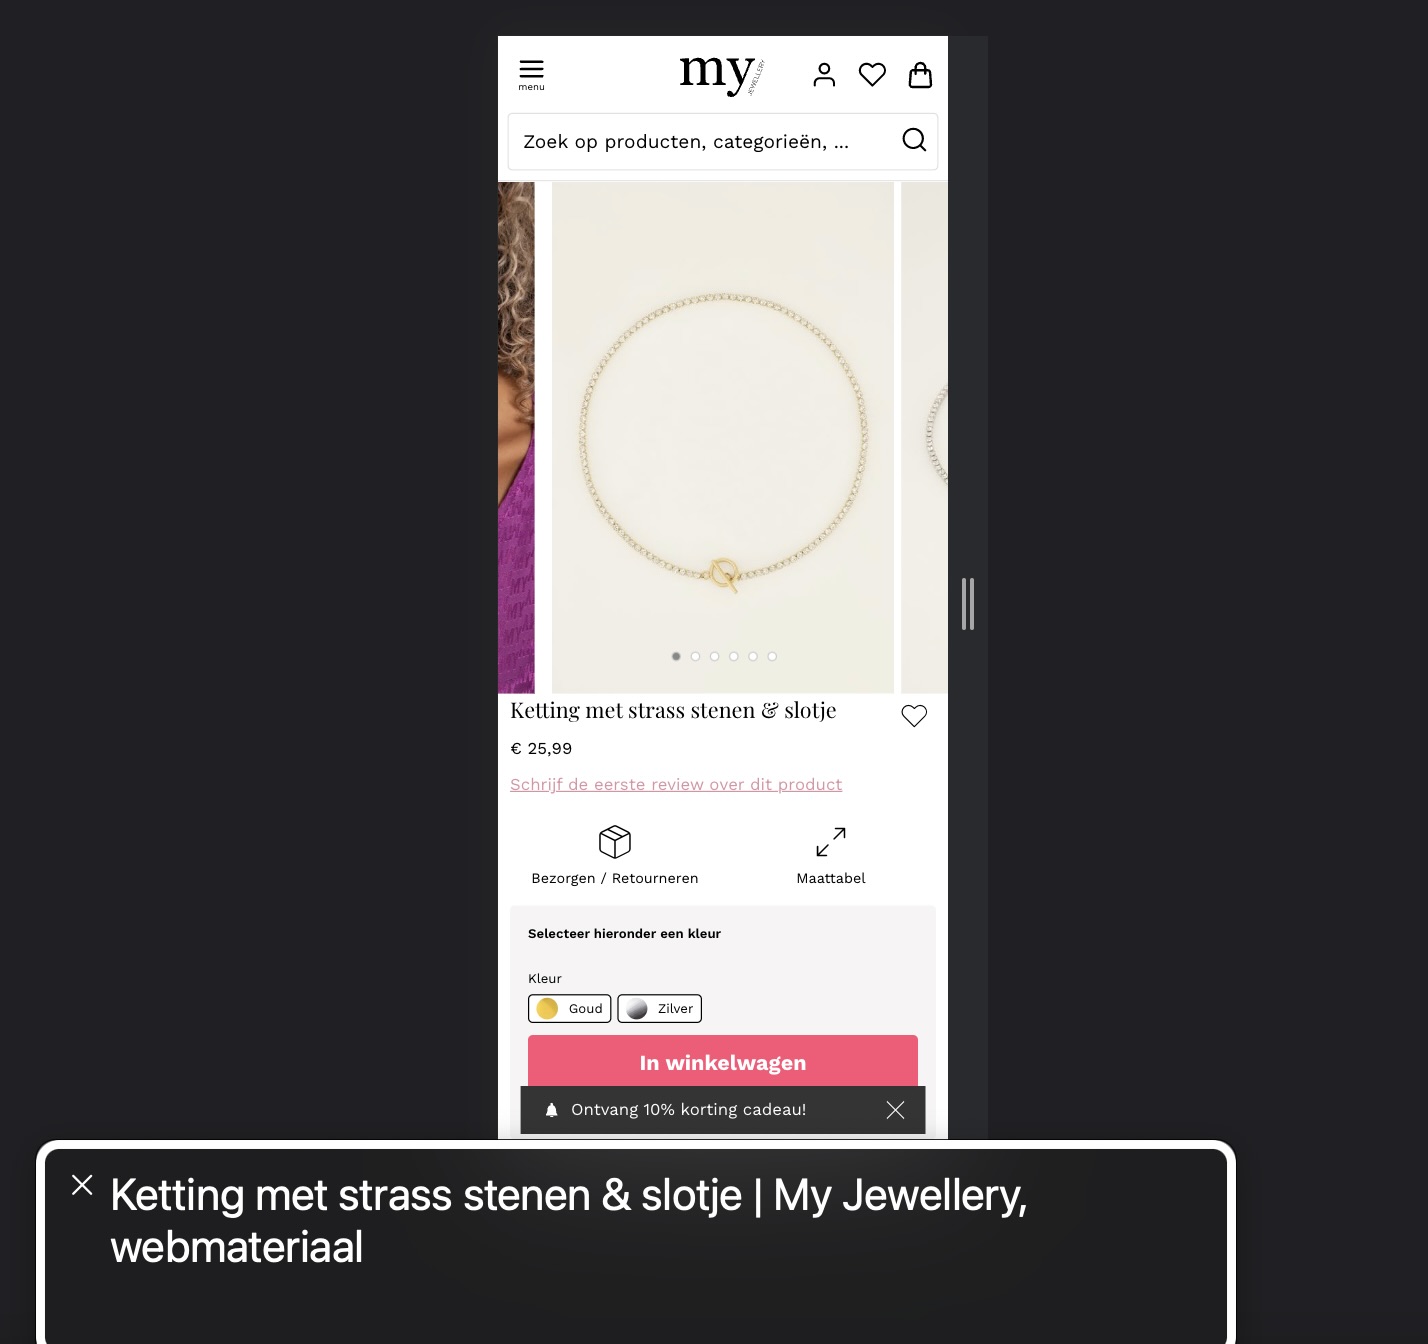 menu
my
JEWELLERY
Zoek op producten, categorieën, ...
Ketting met strass stenen & slotje
€ 25,99
Schrijf de eerste review over dit product
Bezorgen / Retourneren
Maattabel
Selecteer hieronder een kleur
Kleur
Goud
Zilver
In winkelwagen
Ontvang 10% korting cadeau!
Ketting met strass stenen & slotje | My Jewellery,
webmateriaal